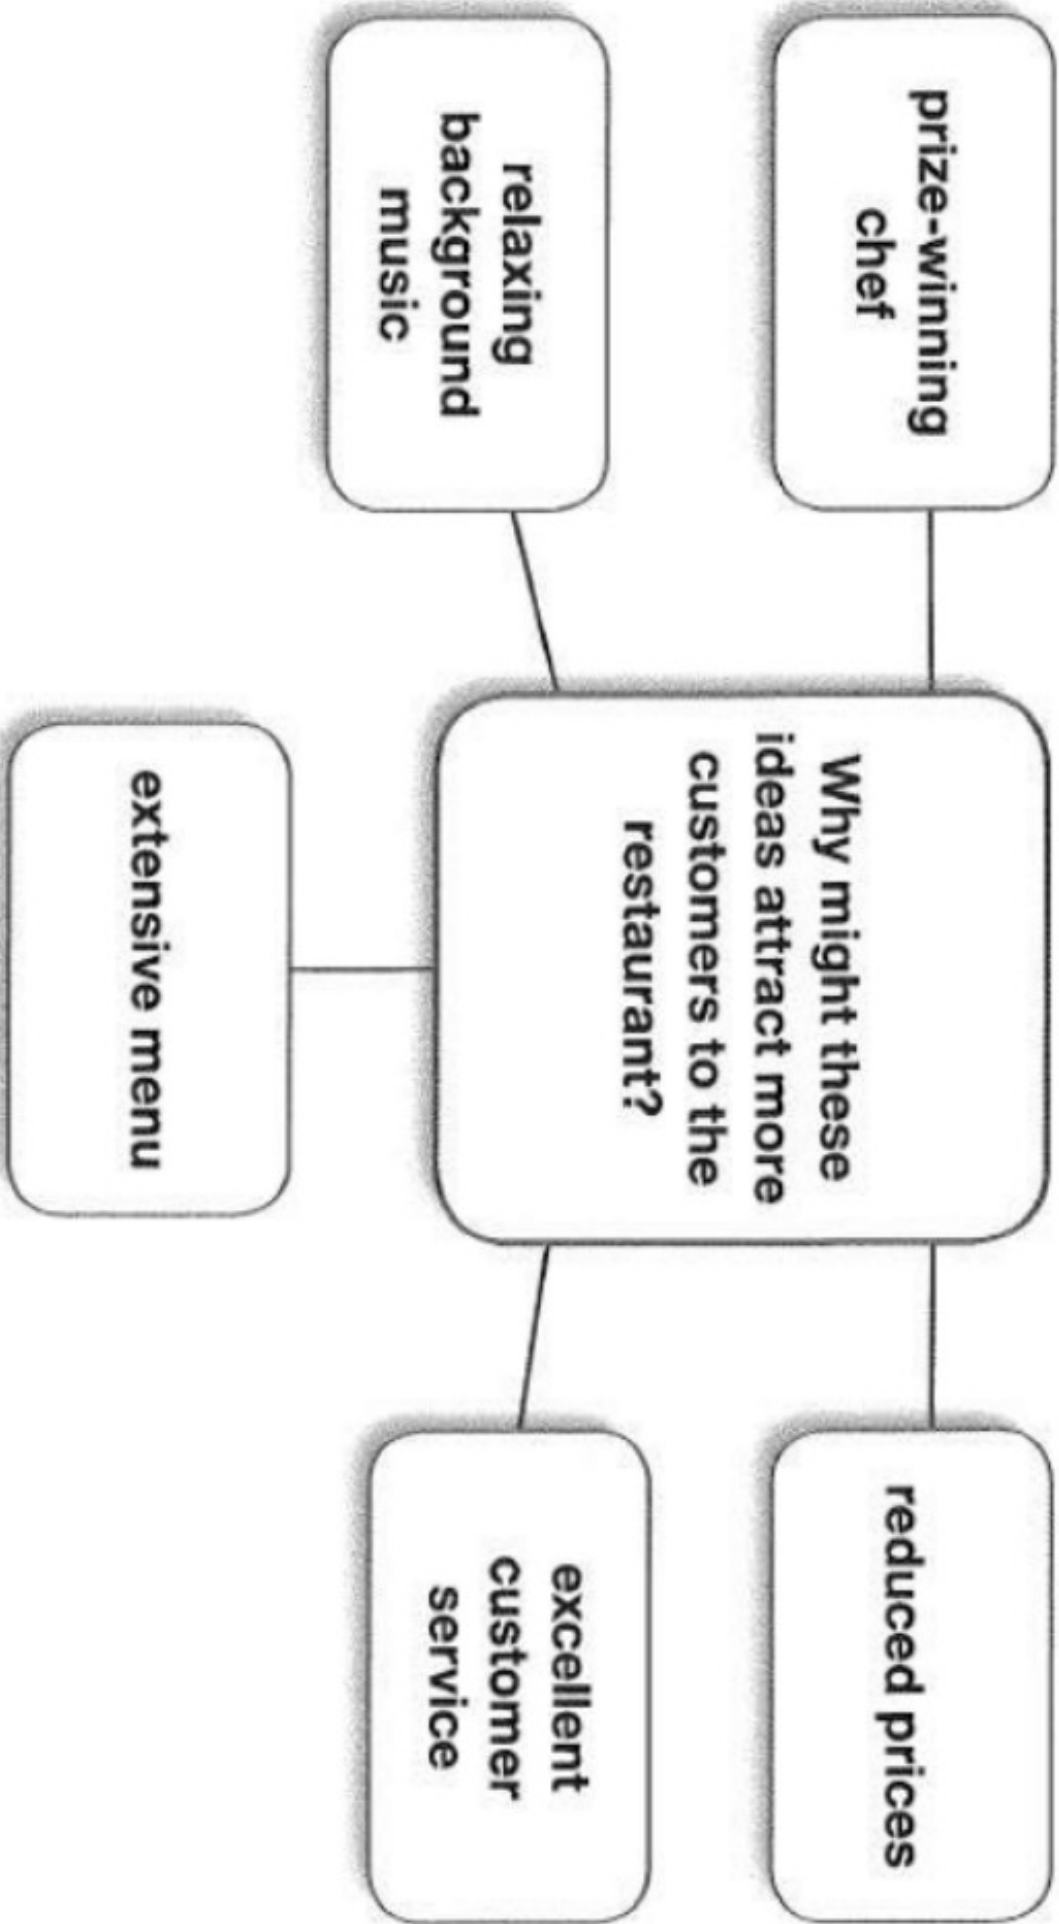 prize-winning
chef
Why might these
ideas attract more
customers to the
restaurant?
reduced prices
relaxing
background
music
excellent
customer
service
extensive menu